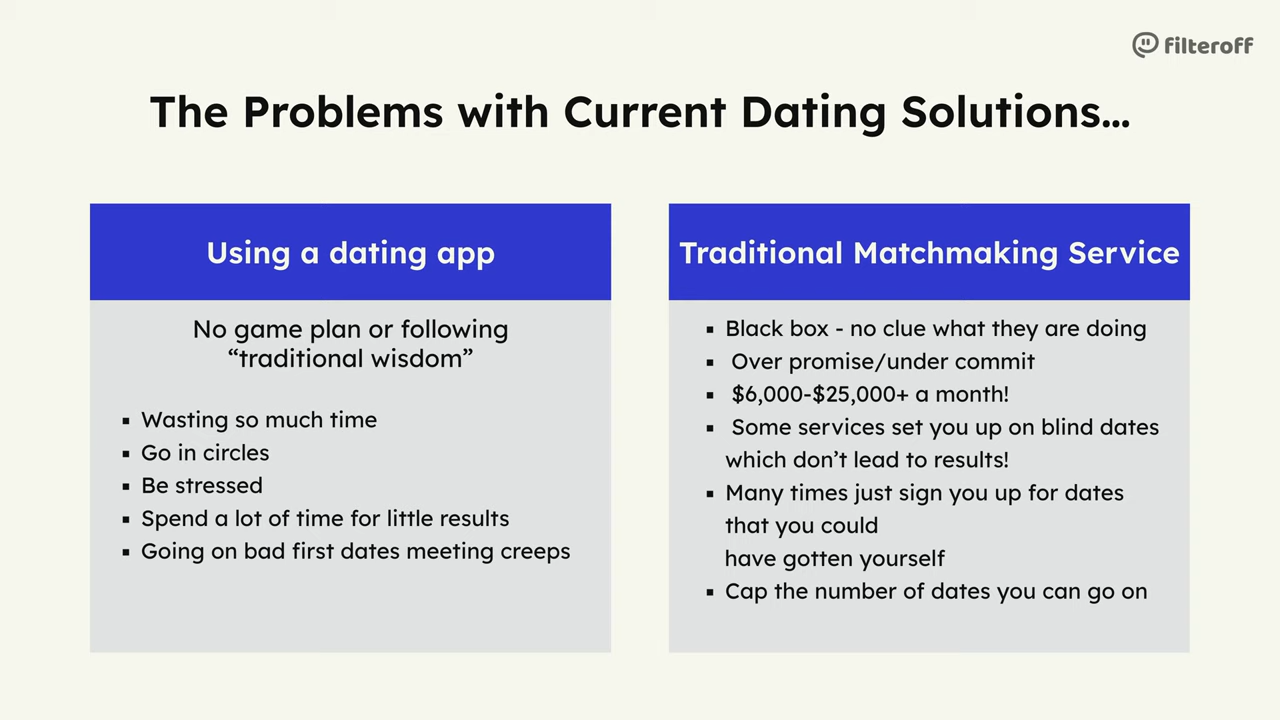 filteroff
The Problems with Current Dating Solutions...
Using a dating app
No game plan or following
“traditional wisdom”
▪ Wasting so much time
▪ Go in circles
▪ Be stressed
▪ Spend a lot of time for little results
▪ Going on bad first dates meeting creeps
Traditional Matchmaking Service
▪ Black box - no clue what they are doing
▪ Over promise/under commit
▪ $6,000-$25,000+ a month!
▪ Some services set you up on blind dates
which don’t lead to results!
▪ Many times just sign you up for dates
that you could
have gotten yourself
▪ Cap the number of dates you can go on